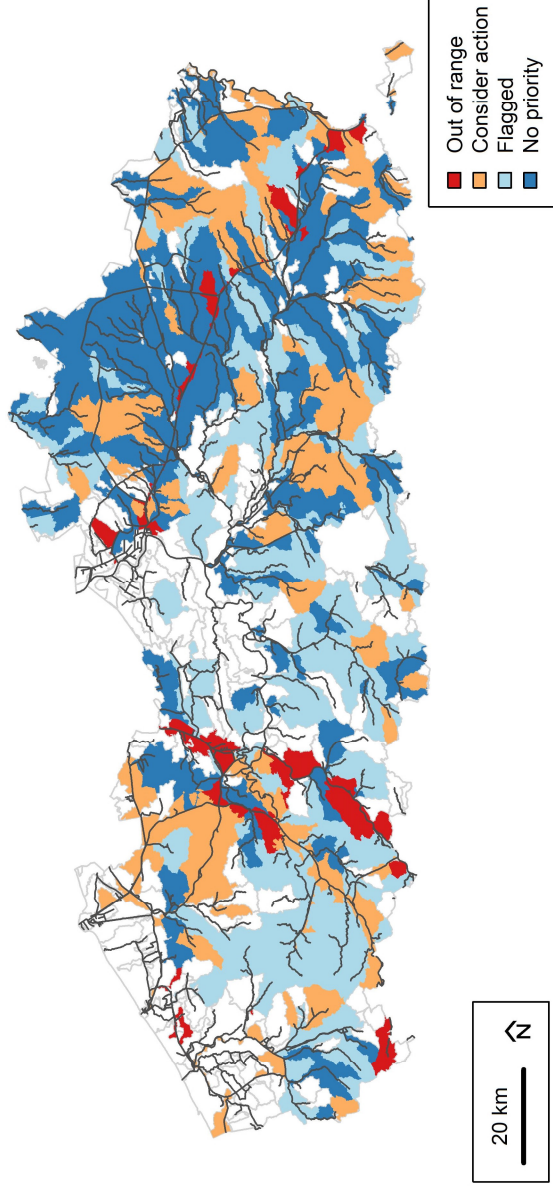 Out of range
Consider action
Flagged
No priority
20 km
N